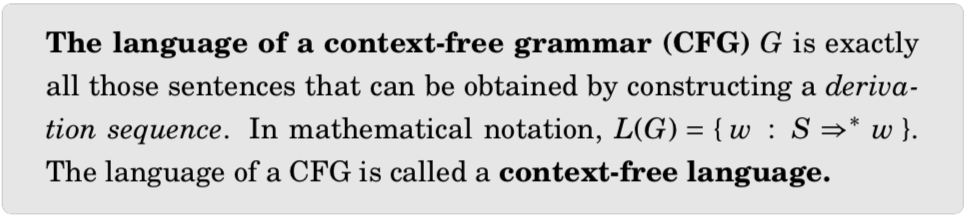 The language of a context-free grammar (CFG) G is exactly
all those sentences that can be obtained by constructing a deriva-
tion sequence. In mathematical notation, L(G) = { w : S ⇒* w }.
The language of a CFG is called a context-free language.